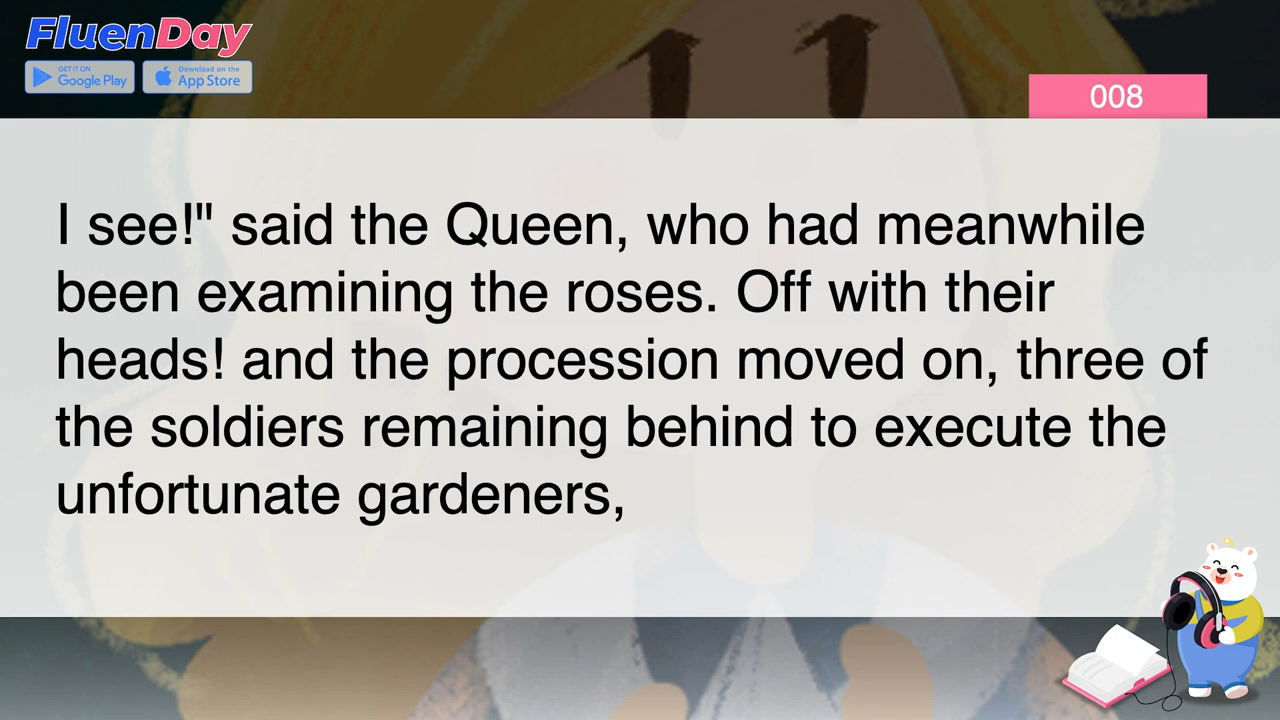 FluenDay
GET IT ON
Google Play
Download on the
App Store
008
I see!" said the Queen, who had meanwhile
been examining the roses. Off with their
heads! and the procession moved on, three of
the soldiers remaining behind to execute the
unfortunate gardeners,